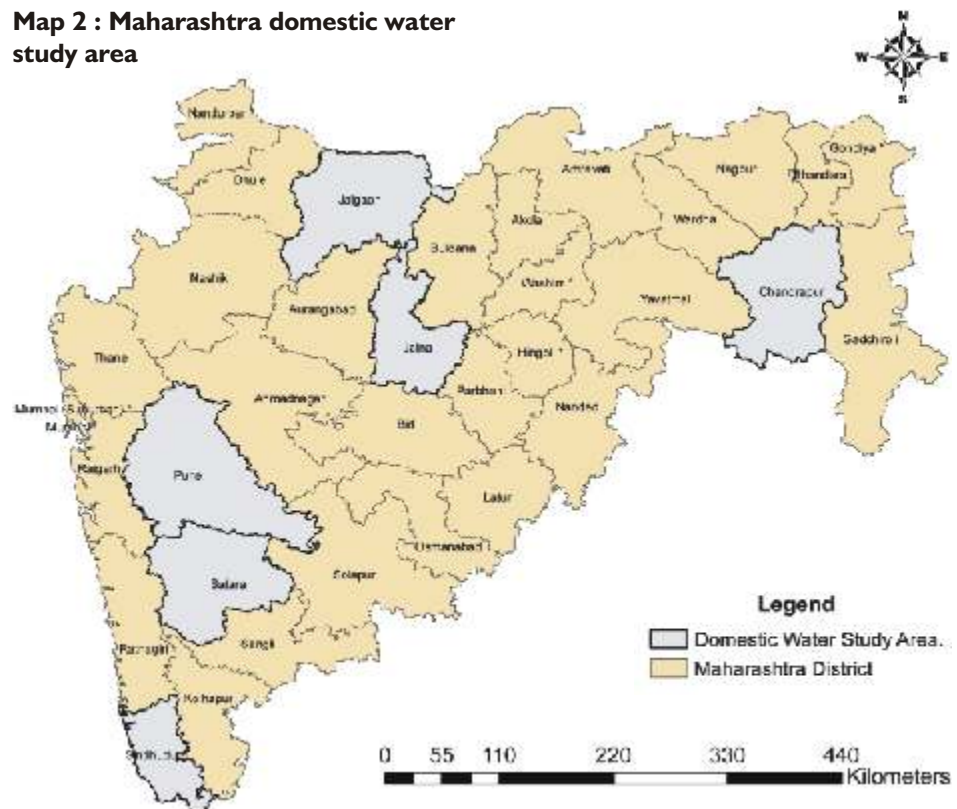 Map 2 : Maharashtra domestic water
study area
N
W E
S
Nandurbar
Dhule
Jalgaon
Amravati
Nagpur
Bhandara
Gondiya
Nashik
Buldana
Akola
Wardha
Washim
Aurangabad
Jalna
Yavatmal
Chandrapur
Gadchiroli
Thane
Hingoli
Parbhani
Nanded
Ahmednagar
Bid
Raigarh
Pune
Latur
Osmanabad
Satara
Solapur
Sangli
Ratnagiri
Kolhapur
Legend
Domestic Water Study Area.
Maharashtra District
0 55 110 220 330 440
Kilometers